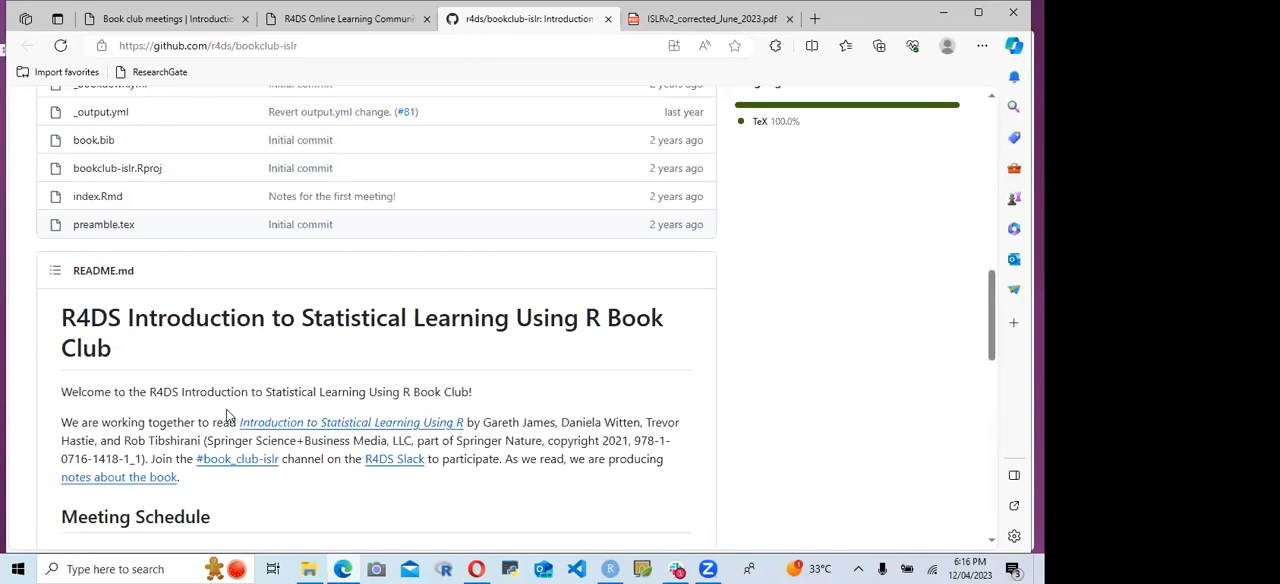 Book club meetings | Introduction
R4DS Online Learning Communi
r4ds/bookclub-islr: Introduction
ISLRv2_corrected_June_2023.pdf
https://github.com/r4ds/bookclub-islr
Import favorites
ResearchGate
_bookdown.yml Initial commit 2 years ago
_output.yml Revert output.yml change. (#81) last year
book.bib Initial commit 2 years ago
bookclub-islr.Rproj Initial commit 2 years ago
index.Rmd Notes for the first meeting! 2 years ago
preamble.tex Initial commit 2 years ago
TeX 100.0%
README.md
R4DS Introduction to Statistical Learning Using R Book
Club
Welcome to the R4DS Introduction to Statistical Learning Using R Book Club!
We are working together to read Introduction to Statistical Learning Using R by Gareth James, Daniela Witten, Trevor
Hastie, and Rob Tibshirani (Springer Science+Business Media, LLC, part of Springer Nature, copyright 2021, 978-1-
0716-1418-1_1). Join the #book_club-islr channel on the R4DS Slack to participate. As we read, we are producing
notes about the book.
Meeting Schedule
Type here to search
33°C
6:16 PM
12/04/2023